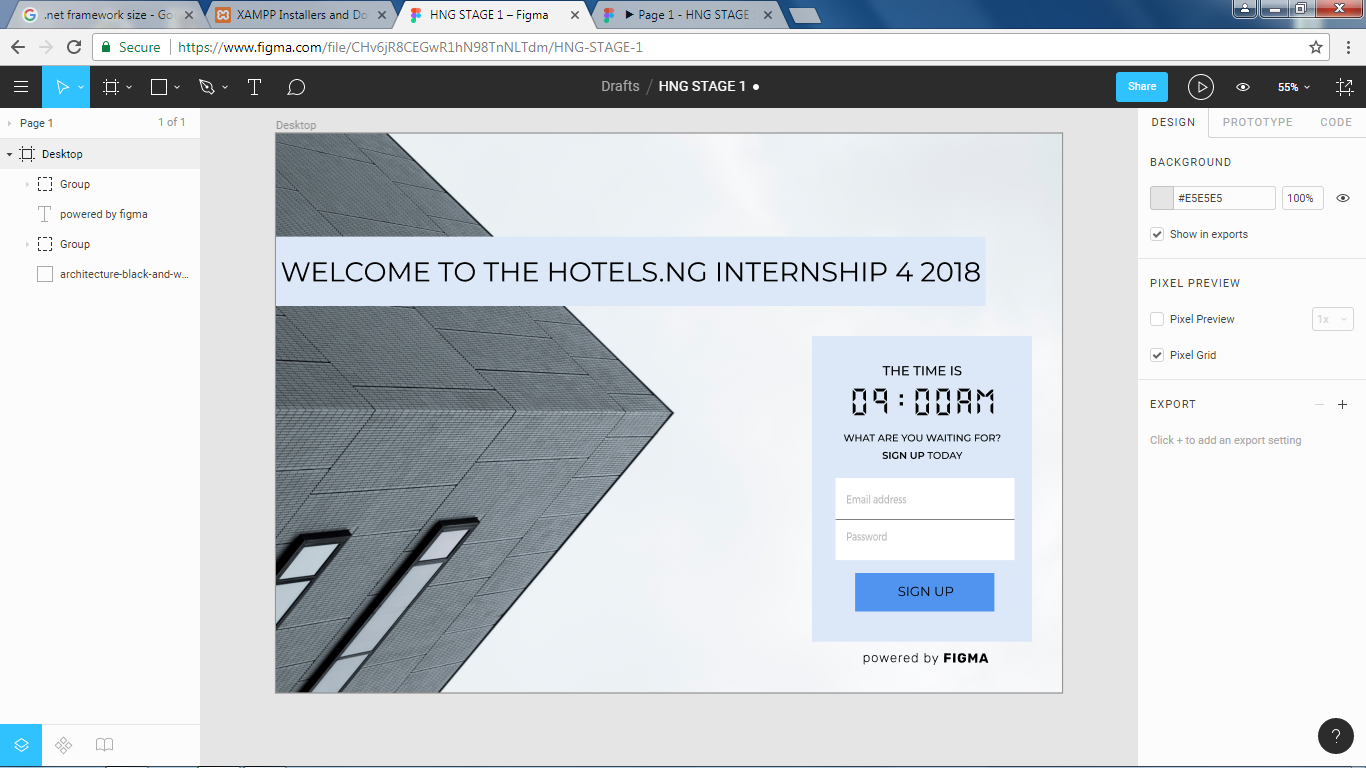 .net framework size - Go
XAMPP Installers and Do
HNG STAGE 1 – Figma
▶ Page 1 - HNG STAGE
Secure
https://www.figma.com/file/CHv6jR8CEGwR1hN98TnNLTdm/HNG-STAGE-1
Drafts / HNG STAGE 1
Share
55%
Page 1
1 of 1
Desktop
Group
powered by figma
Group
architecture-black-and-w...
Desktop
WELCOME TO THE HOTELS.NG INTERNSHIP 4 2018
THE TIME IS
09:00AM
WHAT ARE YOU WAITING FOR?
SIGN UP TODAY
Email address
Password
SIGN UP
powered by FIGMA
DESIGN
PROTOTYPE
CODE
BACKGROUND
#E5E5E5
100%
Show in exports
PIXEL PREVIEW
Pixel Preview
1x
Pixel Grid
EXPORT
Click + to add an export setting
?